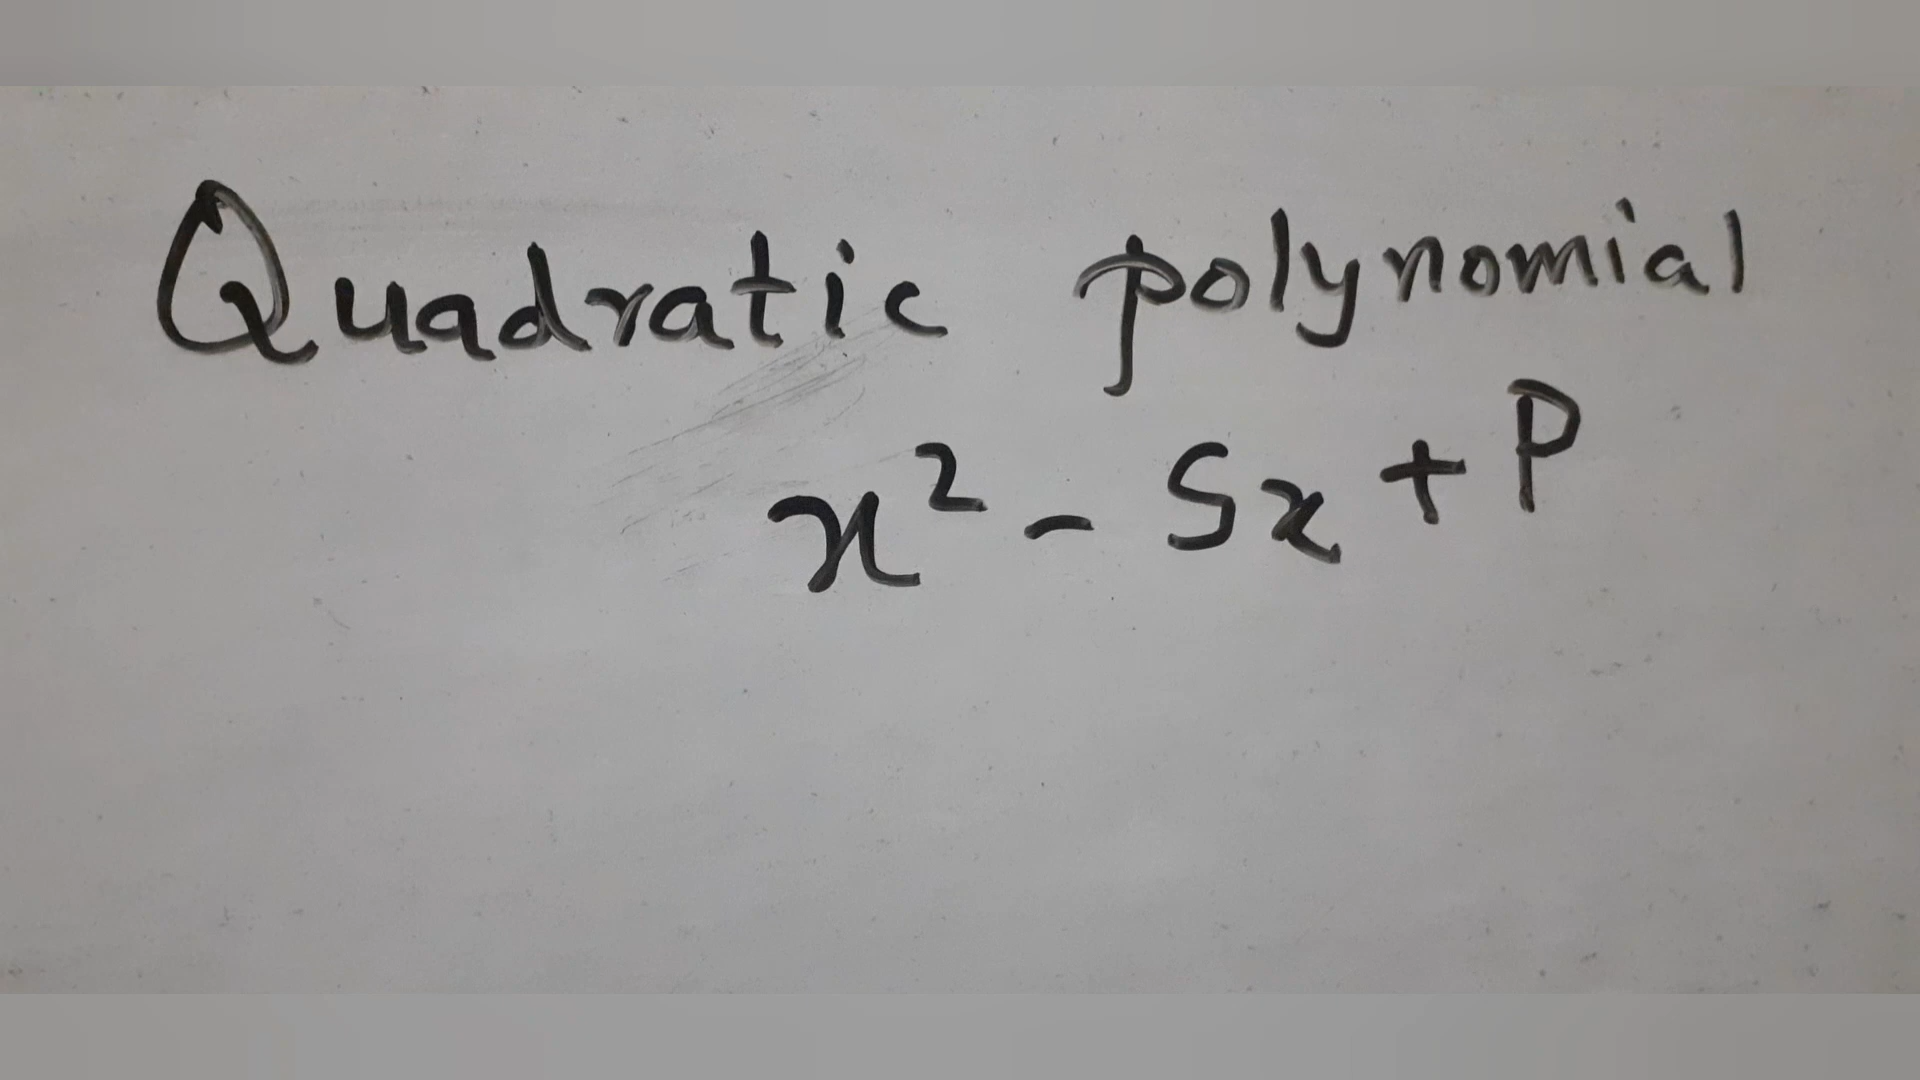 Quadratic polynomial
x² - Sx + P